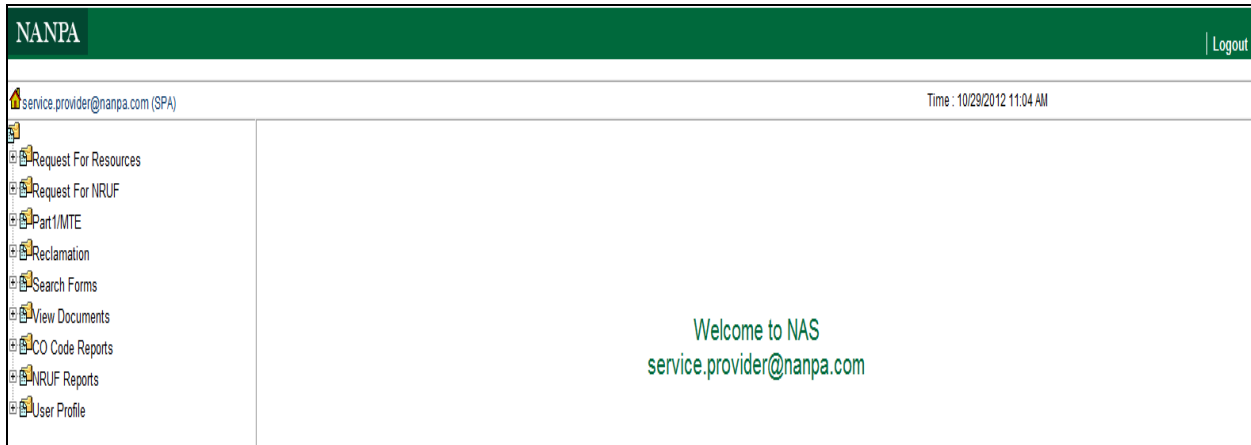 NANPA
Logout
service.provider@nanpa.com (SPA)
Time : 10/29/2012 11:04 AM
Request For Resources
Request For NRUF
Part1/MTE
Reclamation
Search Forms
View Documents
CO Code Reports
NRUF Reports
User Profile
Welcome to NAS
service.provider@nanpa.com